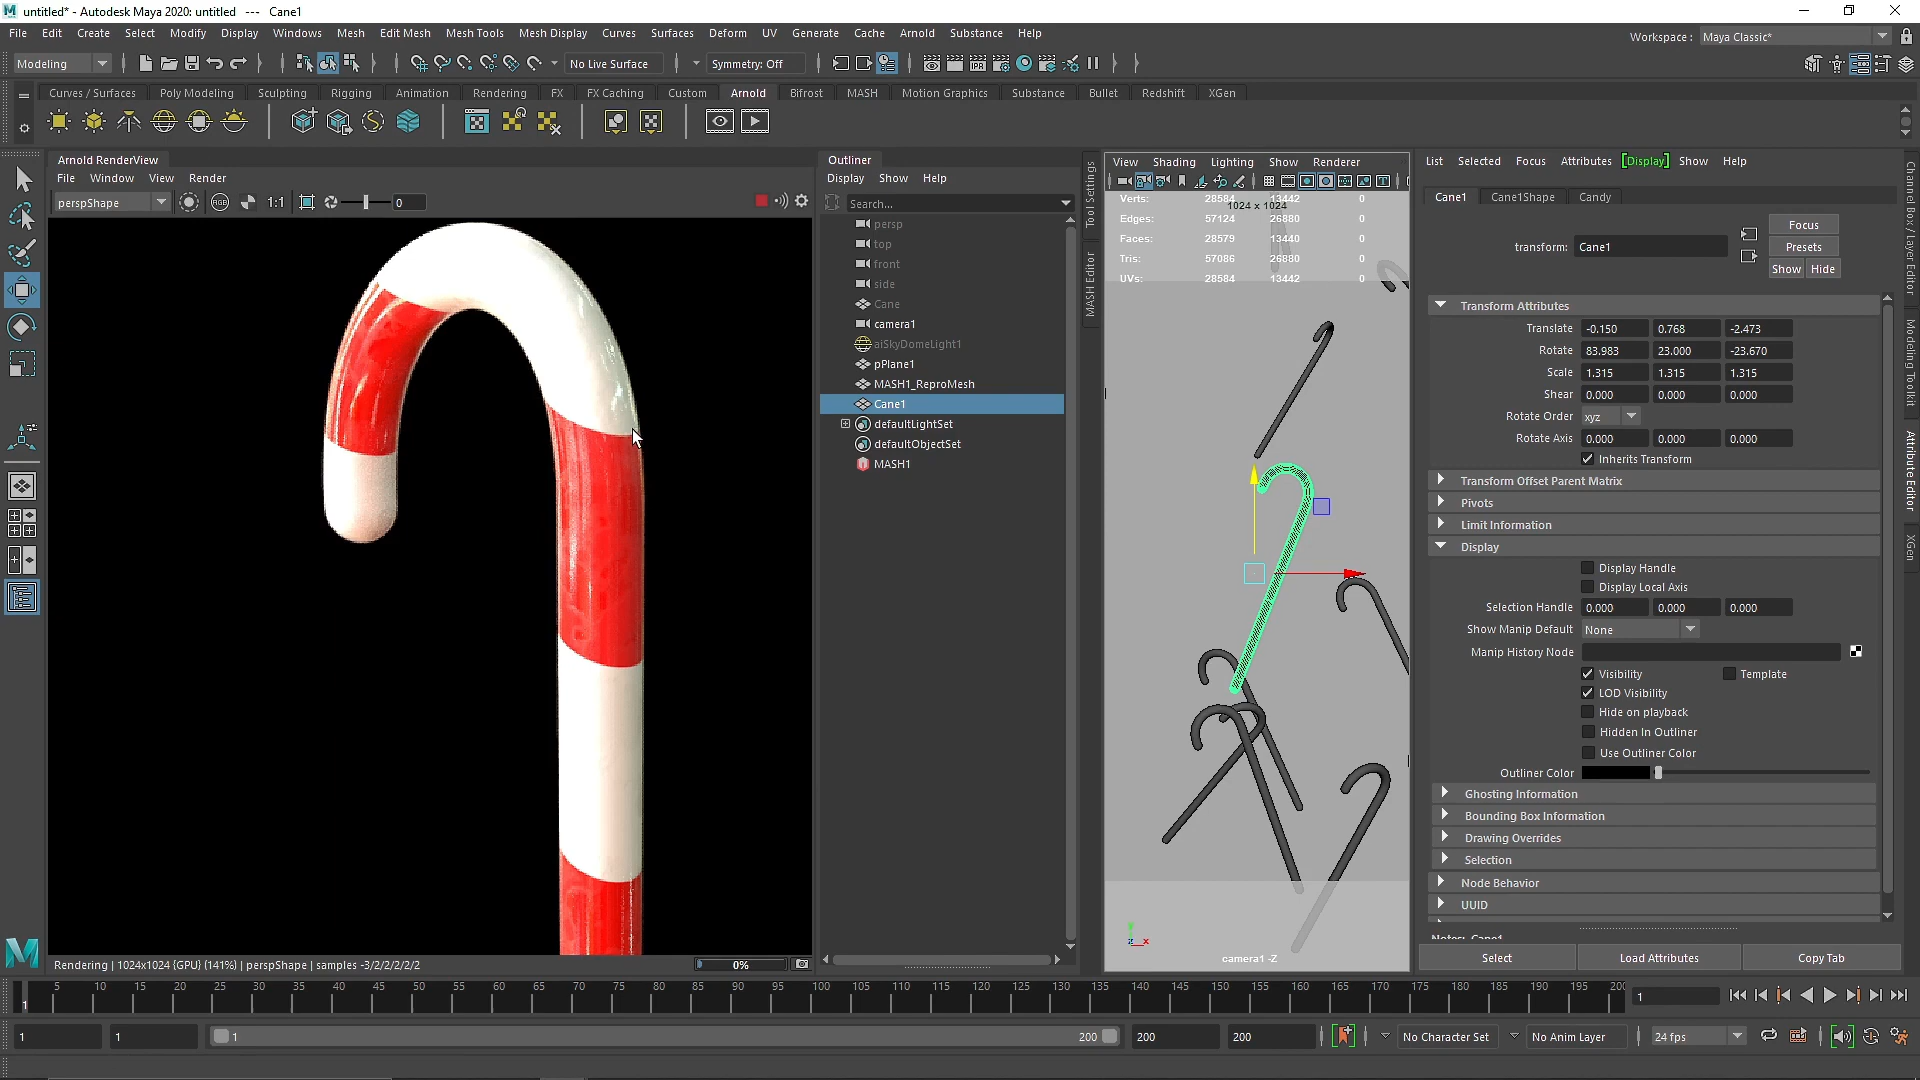 untitled* - Autodesk Maya 2020: untitled --- Cane1
File Edit Create Select Modify Display Windows Mesh Edit Mesh Mesh Tools Mesh Display Curves Surfaces Deform UV Generate Cache Arnold Substance Help
Workspace : Maya Classic*
Modeling No Live Surface Symmetry: Off
Curves / Surfaces Poly Modeling Sculpting Rigging Animation Rendering FX FX Caching Custom Arnold Bifrost MASH Motion Graphics Substance Bullet Redshift XGen
Arnold RenderView
File Window View Render
perspShape 1:1 0
Outliner
Display Show Help
Search...
persp
top
front
side
Cane
camera1
aiSkyDomeLight1
pPlane1
MASH1_ReproMesh
Cane1
defaultLightSet
defaultObjectSet
MASH1
Tool Settings
MASH Editor
View Shading Lighting Show Renderer
Verts: 28584 13442 0
1024 x 1024
Edges: 57124 26880 0
Faces: 28579 13440 0
Tris: 57086 26880 0
UVs: 28584 13442 0
camera1 -Z
List Selected Focus Attributes Display Show Help
Cane1 Cane1Shape Candy
Focus
transform: Cane1
Presets
Show Hide
Transform Attributes
Translate -0.150 0.768 -2.473
Rotate 83.983 23.000 -23.670
Scale 1.315 1.315 1.315
Shear 0.000 0.000 0.000
Rotate Order xyz
Rotate Axis 0.000 0.000 0.000
Inherits Transform
Transform Offset Parent Matrix
Pivots
Limit Information
Display
Display Handle
Display Local Axis
Selection Handle 0.000 0.000 0.000
Show Manip Default None
Manip History Node
Visibility Template
LOD Visibility
Hide on playback
Hidden In Outliner
Use Outliner Color
Outliner Color
Ghosting Information
Bounding Box Information
Drawing Overrides
Selection
Node Behavior
UUID
Notes: Cane1
Select Load Attributes Copy Tab
Channel Box / Layer Editor
Modeling Toolkit
Attribute Editor
XGen
Rendering | 1024x1024 {GPU} (141%) | perspShape | samples -3/2/2/2/2/2 0%
5 10 15 20 25 30 35 40 45 50 55 60 65 70 75 80 85 90 95 100 105 110 115 120 125 130 135 140 145 150 155 160 165 170 175 180 185 190 195 200
1 1
1 1 1 200 200 200 No Character Set No Anim Layer 24 fps